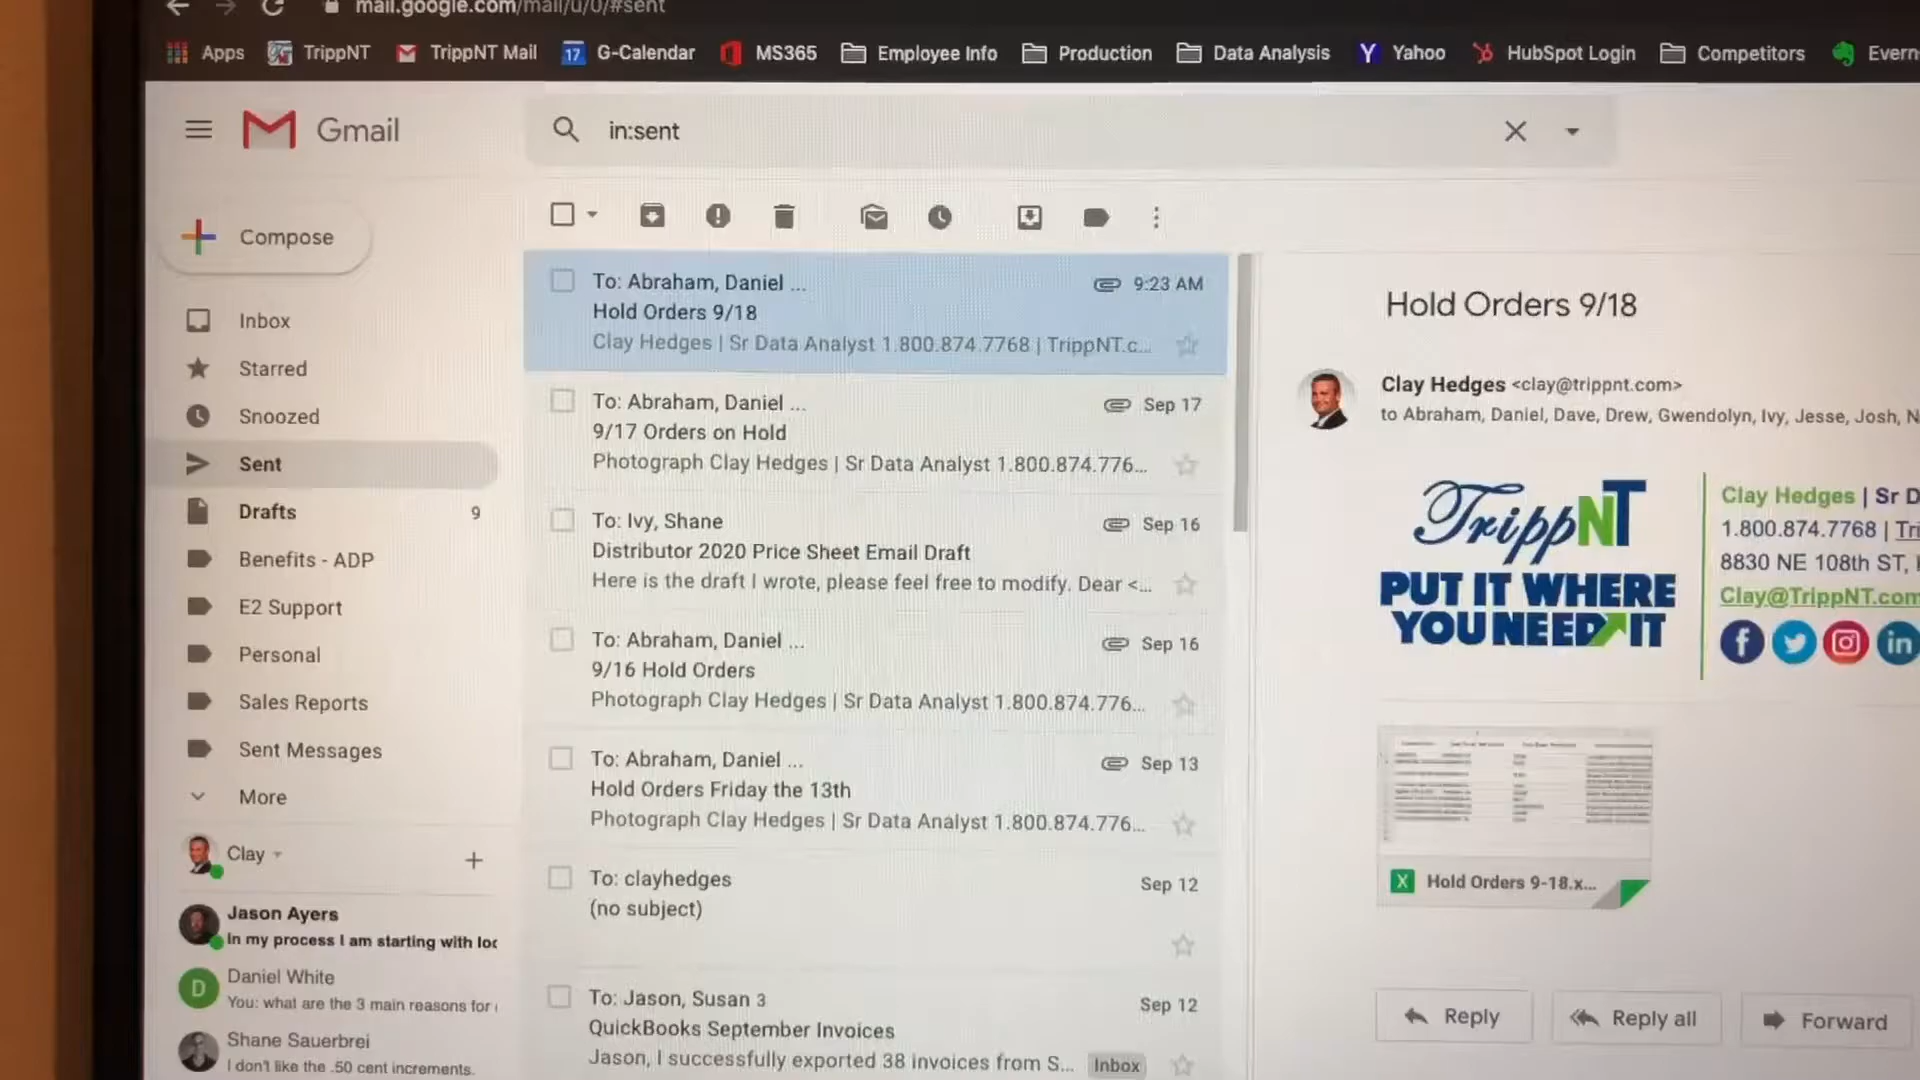 mail.google.com/mail/u/0/#sent
Apps TrippNT TrippNT Mail 17 G-Calendar MS365 Employee Info Production Data Analysis Yahoo HubSpot Login Competitors Evern
Gmail
in:sent
Compose
Inbox
Starred
Snoozed
Sent
Drafts 9
Benefits - ADP
E2 Support
Personal
Sales Reports
Sent Messages
More
Clay
Jason Ayers
In my process I am starting with loc
D
Daniel White
You: what are the 3 main reasons for
Shane Sauerbrei
I don't like the .50 cent increments.
To: Abraham, Daniel ... 9:23 AM
Hold Orders 9/18
Clay Hedges | Sr Data Analyst 1.800.874.7768 | TrippNT.c...
To: Abraham, Daniel ... Sep 17
9/17 Orders on Hold
Photograph Clay Hedges | Sr Data Analyst 1.800.874.776...
To: Ivy, Shane Sep 16
Distributor 2020 Price Sheet Email Draft
Here is the draft I wrote, please feel free to modify. Dear <...
To: Abraham, Daniel ... Sep 16
9/16 Hold Orders
Photograph Clay Hedges | Sr Data Analyst 1.800.874.776...
To: Abraham, Daniel ... Sep 13
Hold Orders Friday the 13th
Photograph Clay Hedges | Sr Data Analyst 1.800.874.776...
To: clayhedges Sep 12
(no subject)
To: Jason, Susan 3 Sep 12
QuickBooks September Invoices
Jason, I successfully exported 38 invoices from S... Inbox
Hold Orders 9/18
Clay Hedges <clay@trippnt.com>
to Abraham, Daniel, Dave, Drew, Gwendolyn, Ivy, Jesse, Josh, N
TrippNT
PUT IT WHERE
YOU NEED IT
Clay Hedges | Sr D
1.800.874.7768 | Tri
8830 NE 108th ST,
Clay@TrippNT.com
Hold Orders 9-18.x...
Reply
Reply all
Forward